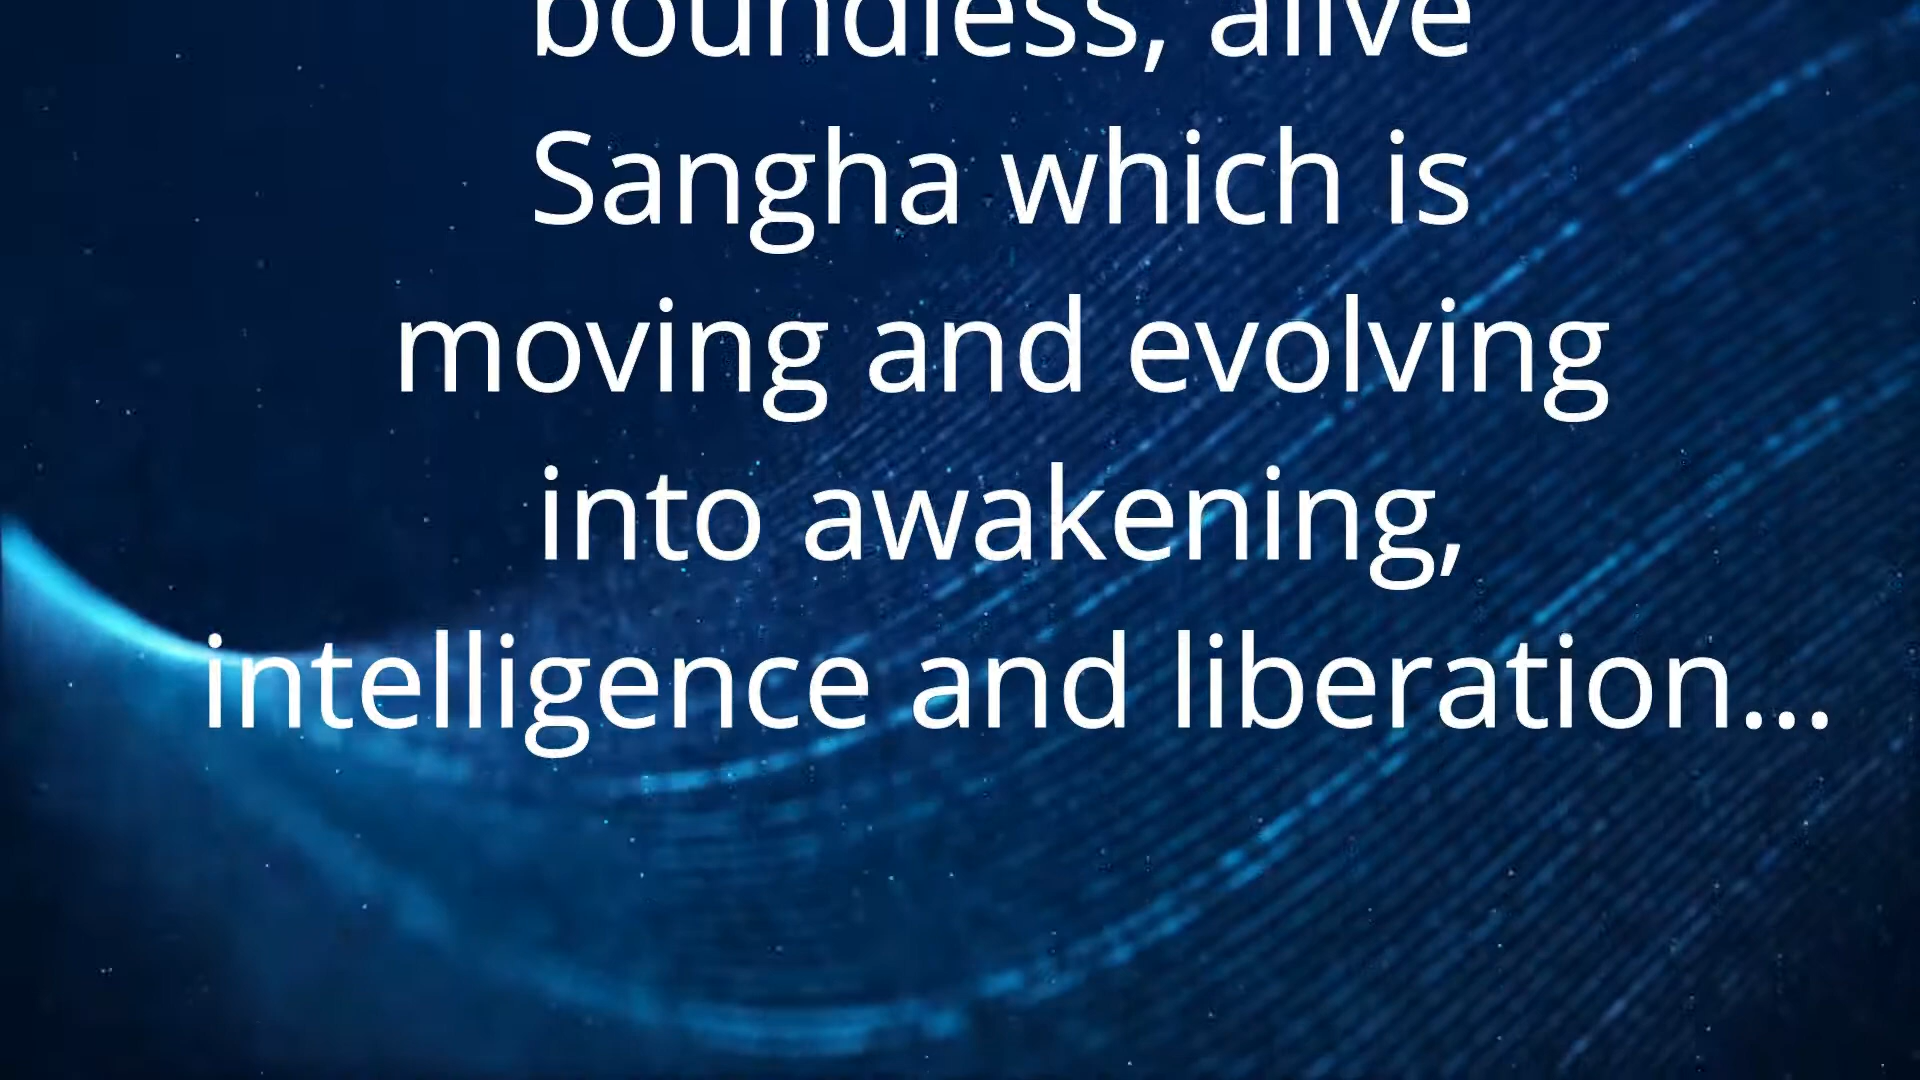 boundless, alive
Sangha which is
moving and evolving
into awakening,
intelligence and liberation...